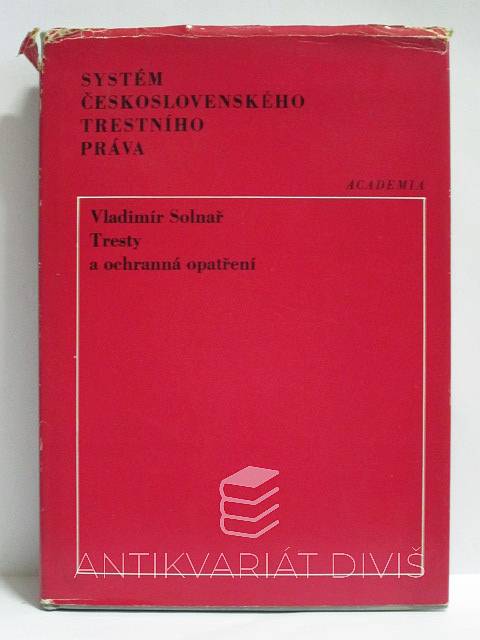 SYSTÉM
ČESKOSLOVENSKÉHO
TRESTNÍHO
PRÁVA
ACADEMIA
Vladimír Solnař
Tresty
a ochranná opatření
ANTIKVARIÁT DIVIŠ